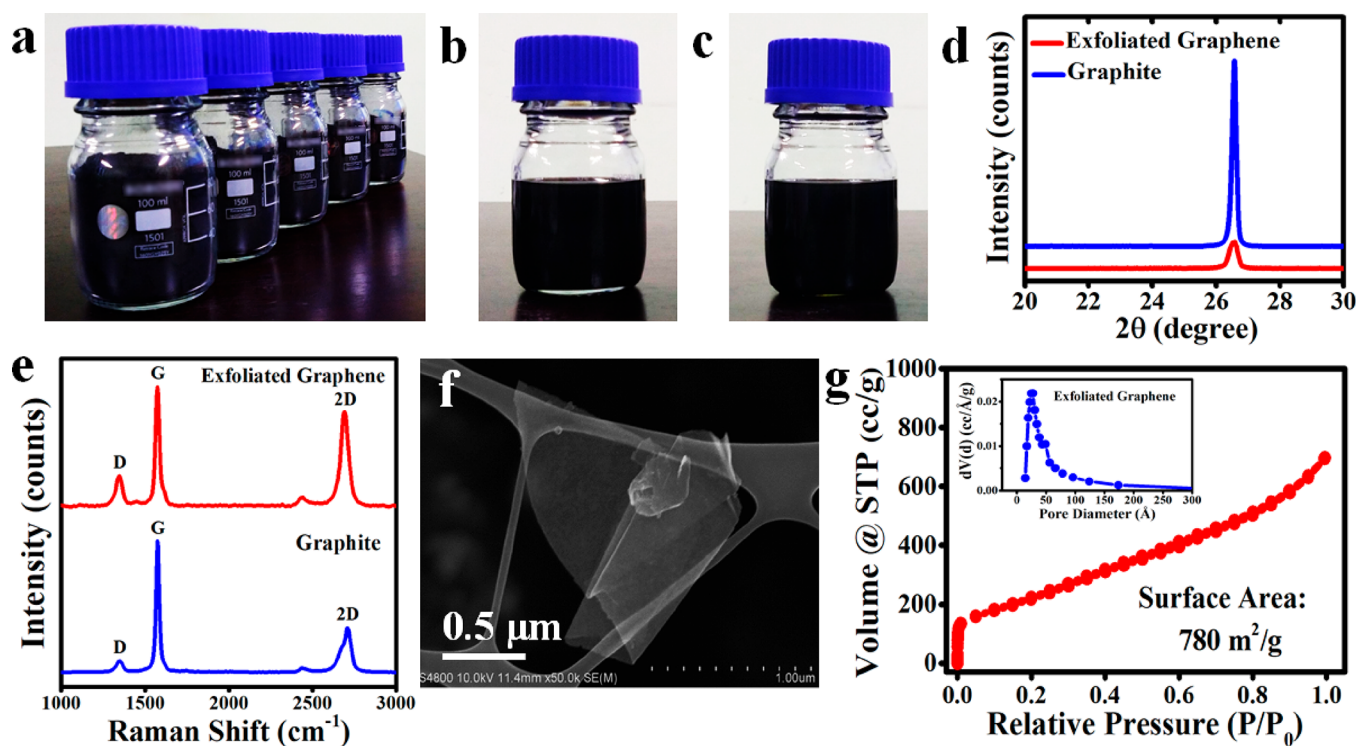 a
100 ml
1501
100 ml
1501
b
c
d
Exfoliated Graphene
Graphite
Intensity (counts)
20 22 24 26 28 30
2θ (degree)
e
G
Exfoliated Graphene
2D
D
G
Graphite
2D
D
Intensity (counts)
1000 1500 2000 2500 3000
Raman Shift (cm-1)
f
0.5 μm
S4800 10.0kV 11.4mm x50.0k SE(M)
1.00um
g
1000
800
600
400
200
0
Volume @ STP (cc/g)
Exfoliated Graphene
0.02
0.01
0.00
dV(d) (cc/Å/g)
0 50 100 150 200 300
Pore Diameter (Å)
Surface Area:
780 m2/g
0.0 0.2 0.4 0.6 0.8 1.0
Relative Pressure (P/P0)